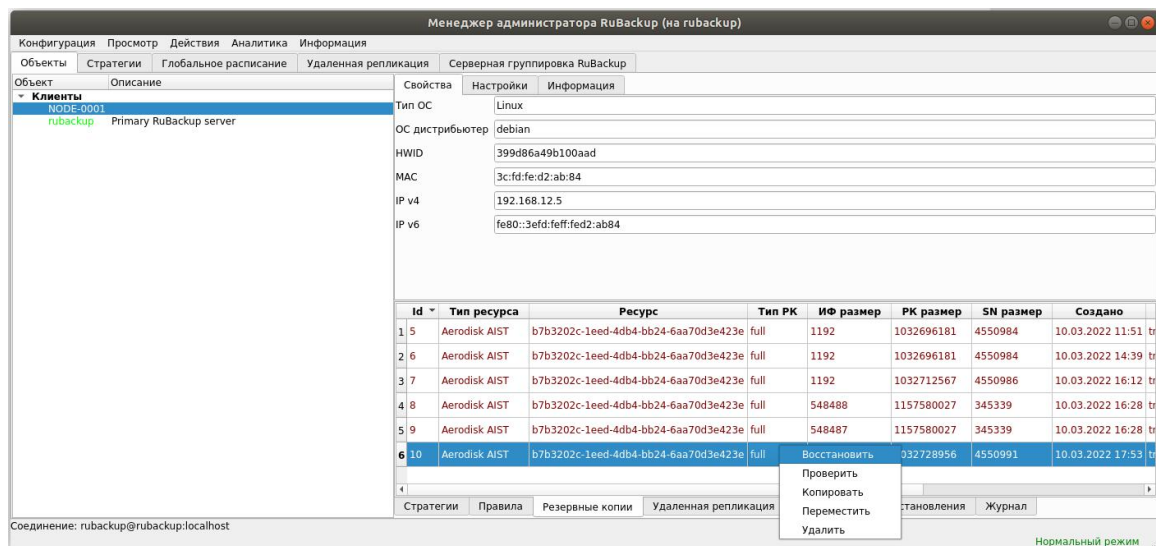 Менеджер администратора RuBackup (на rubackup)
Конфигурация Просмотр Действия Аналитика Информация
Объекты Стратегии Глобальное расписание Удаленная репликация Серверная группировка RuBackup
Объект Описание
Клиенты
NODE-0001
rubackup Primary RuBackup server
Свойства Настройки Информация
Тип ОС Linux
ОС дистрибьютер debian
HWID 399d86a49b100aad
MAC 3c:fd:fe:d2:ab:84
IP v4 192.168.12.5
IP v6 fe80::3efd:feff:fed2:ab84
Id Тип ресурса Ресурс Тип РК ИФ размер РК размер SN размер Создано
1 5 Aerodisk AIST b7b3202c-1eed-4db4-bb24-6aa70d3e423e full 1192 1032696181 4550984 10.03.2022 11:51 tr
2 6 Aerodisk AIST b7b3202c-1eed-4db4-bb24-6aa70d3e423e full 1192 1032696181 4550984 10.03.2022 14:39 tr
3 7 Aerodisk AIST b7b3202c-1eed-4db4-bb24-6aa70d3e423e full 1192 1032712567 4550986 10.03.2022 16:12 tr
4 8 Aerodisk AIST b7b3202c-1eed-4db4-bb24-6aa70d3e423e full 548488 1157580027 345339 10.03.2022 16:28 tr
5 9 Aerodisk AIST b7b3202c-1eed-4db4-bb24-6aa70d3e423e full 548487 1157580027 345339 10.03.2022 16:28 tr
6 10 Aerodisk AIST b7b3202c-1eed-4db4-bb24-6aa70d3e423e full 032728956 4550991 10.03.2022 17:53 tr
Восстановить
Проверить
Копировать
Переместить
Удалить
Стратегии Правила Резервные копии Удаленная репликация становления Журнал
Соединение: rubackup@rubackup:localhost
Нормальный режим